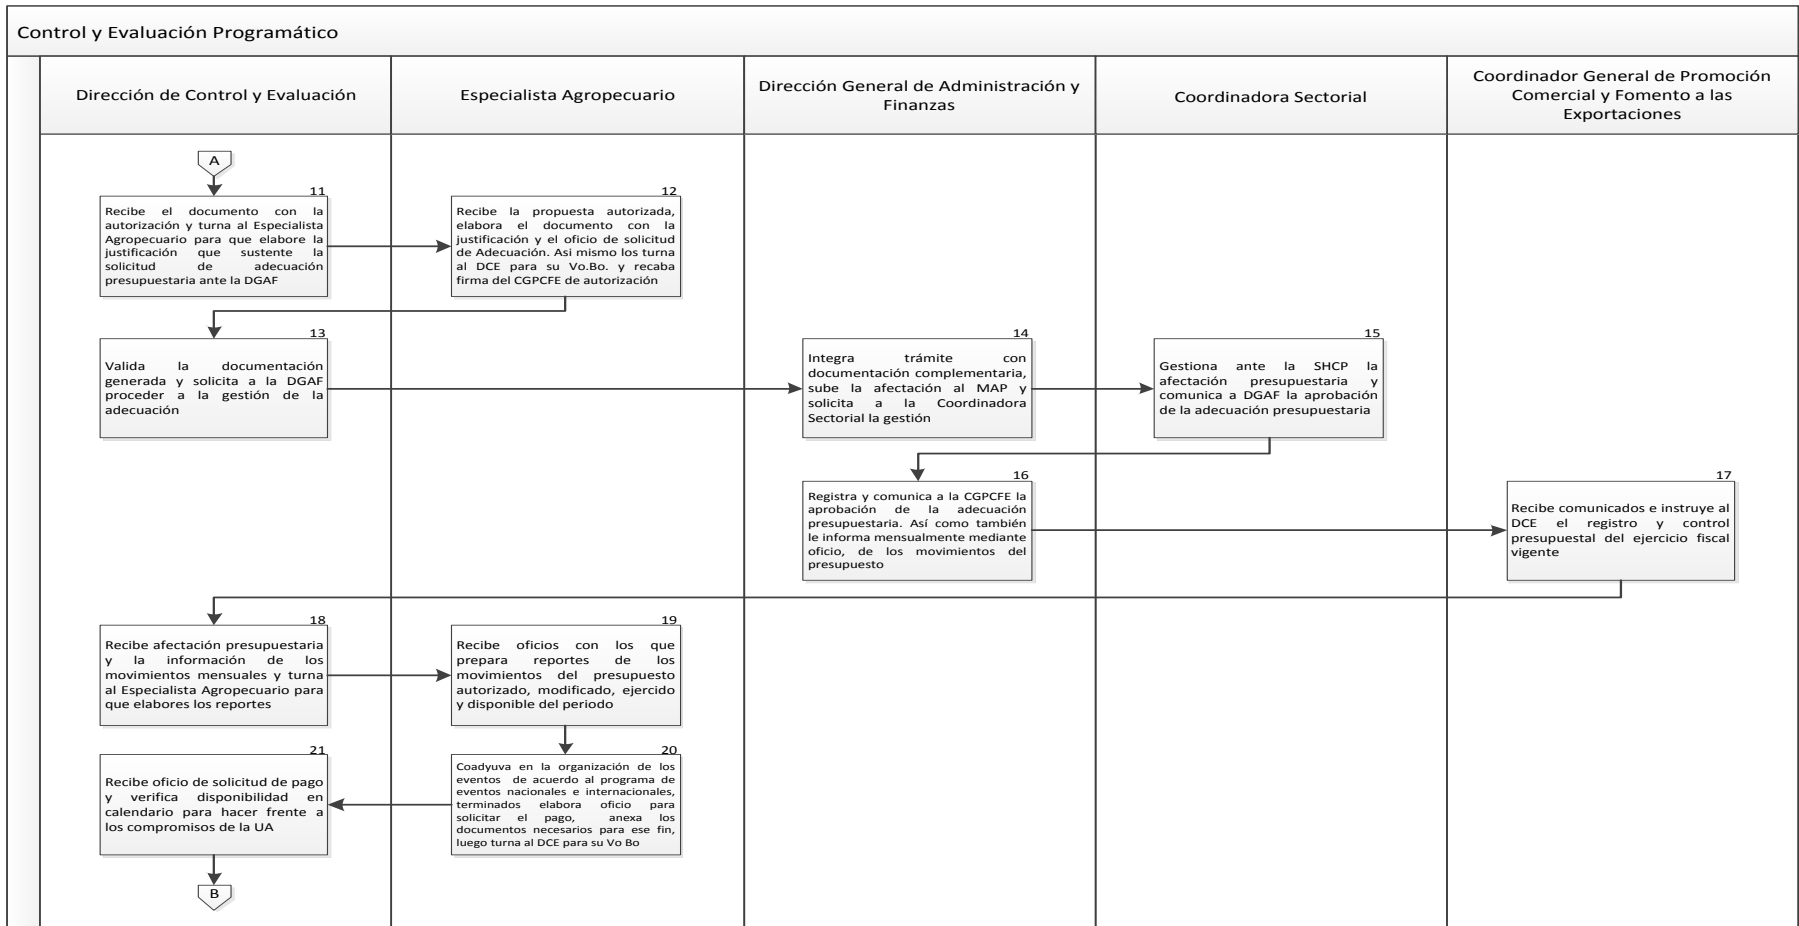 Control y Evaluación Programático
Dirección de Control y Evaluación
Especialista Agropecuario
Dirección General de Administración y
Finanzas
Coordinadora Sectorial
Coordinador General de Promoción
Comercial y Fomento a las
Exportaciones
A
11
Recibe el documento con la
autorización y turna al Especialista
Agropecuario para que elabore la
justificación que sustente la
solicitud de adecuación
presupuestaria ante la DGAF
12
Recibe la propuesta autorizada,
elabora el documento con la
justificación y el oficio de solicitud
de Adecuación. Asi mismo los turna
al DCE para su Vo.Bo. y recaba
firma del CGPCFE de autorización
13
Valida la documentación
generada y solicita a la DGAF
proceder a la gestión de la
adecuación
14
Integra trámite con
documentación complementaria,
sube la afectación al MAP y
solicita a la Coordinadora
Sectorial la gestión
15
Gestiona ante la SHCP la
afectación presupuestaria y
comunica a DGAF la aprobación
de la adecuación presupuestaria
16
Registra y comunica a la CGPCFE la
aprobación de la adecuación
presupuestaria. Así como también
le informa mensualmente mediante
oficio, de los movimientos del
presupuesto
17
Recibe comunicados e instruye al
DCE el registro y control
presupuestal del ejercicio fiscal
vigente
18
Recibe afectación presupuestaria
y la información de los
movimientos mensuales y turna
al Especialista Agropecuario para
que elabores los reportes
19
Recibe oficios con los que
prepara reportes de los
movimientos del presupuesto
autorizado, modificado, ejercido
y disponible del periodo
20
Coadyuva en la organización de los
eventos de acuerdo al programa de
eventos nacionales e internacionales,
terminados elabora oficio para
solicitar el pago, anexa los
documentos necesarios para ese fin,
luego turna al DCE para su Vo Bo
21
Recibe oficio de solicitud de pago
y verifica disponibilidad en
calendario para hacer frente a
los compromisos de la UA
B